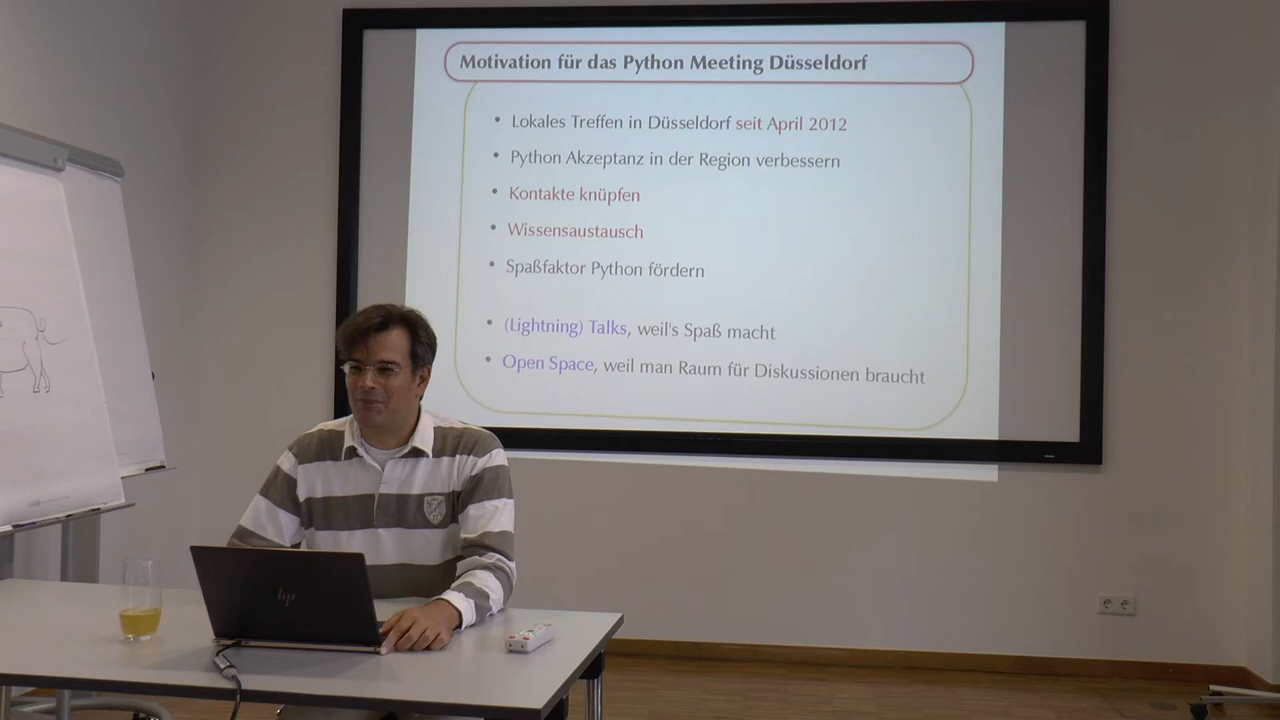 Motivation für das Python Meeting Düsseldorf
• Lokales Treffen in Düsseldorf seit April 2012
• Python Akzeptanz in der Region verbessern
• Kontakte knüpfen
• Wissensaustausch
• Spaßfaktor Python fördern
• (Lightning) Talks, weil's Spaß macht
• Open Space, weil man Raum für Diskussionen braucht
hp